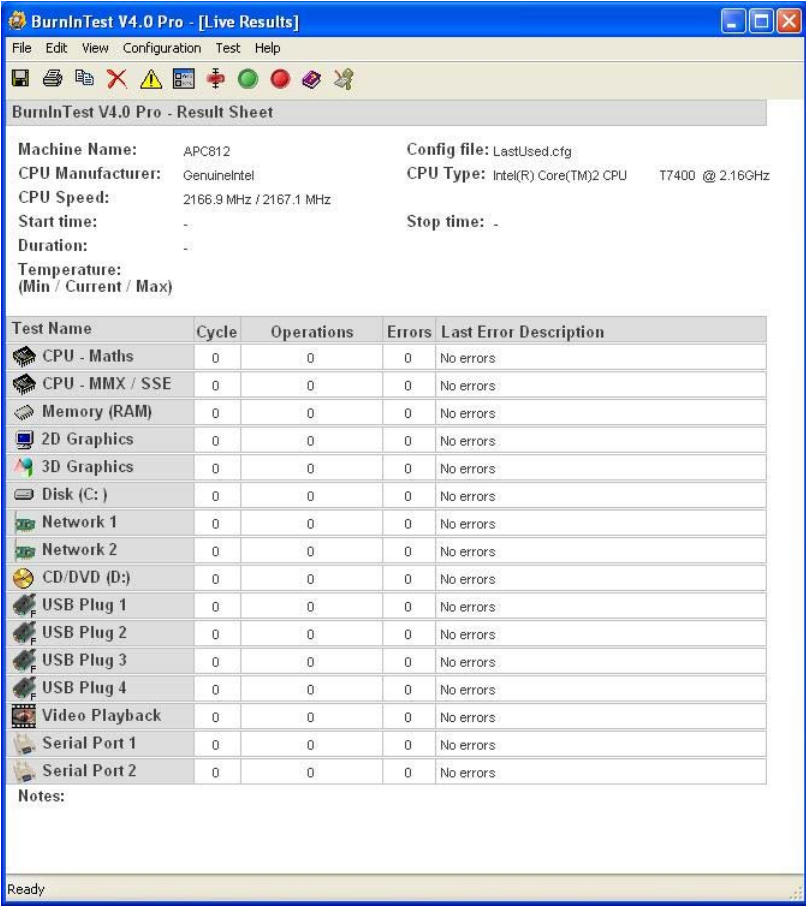 BurnInTest V4.0 Pro - [Live Results]
File Edit View Configuration Test Help
BurnInTest V4.0 Pro - Result Sheet
Machine Name: APC812 Config file: LastUsed.cfg
CPU Manufacturer: GenuineIntel CPU Type: Intel(R) Core(TM)2 CPU T7400 @ 2.16GHz
CPU Speed: 2166.9 MHz / 2167.1 MHz
Start time: - Stop time: -
Duration: -
Temperature:
(Min / Current / Max)
Test Name Cycle Operations Errors Last Error Description
CPU - Maths 0 0 0 No errors
CPU - MMX / SSE 0 0 0 No errors
Memory (RAM) 0 0 0 No errors
2D Graphics 0 0 0 No errors
3D Graphics 0 0 0 No errors
Disk (C: ) 0 0 0 No errors
Network 1 0 0 0 No errors
Network 2 0 0 0 No errors
CD/DVD (D:) 0 0 0 No errors
USB Plug 1 0 0 0 No errors
USB Plug 2 0 0 0 No errors
USB Plug 3 0 0 0 No errors
USB Plug 4 0 0 0 No errors
Video Playback 0 0 0 No errors
Serial Port 1 0 0 0 No errors
Serial Port 2 0 0 0 No errors
Notes:
Ready